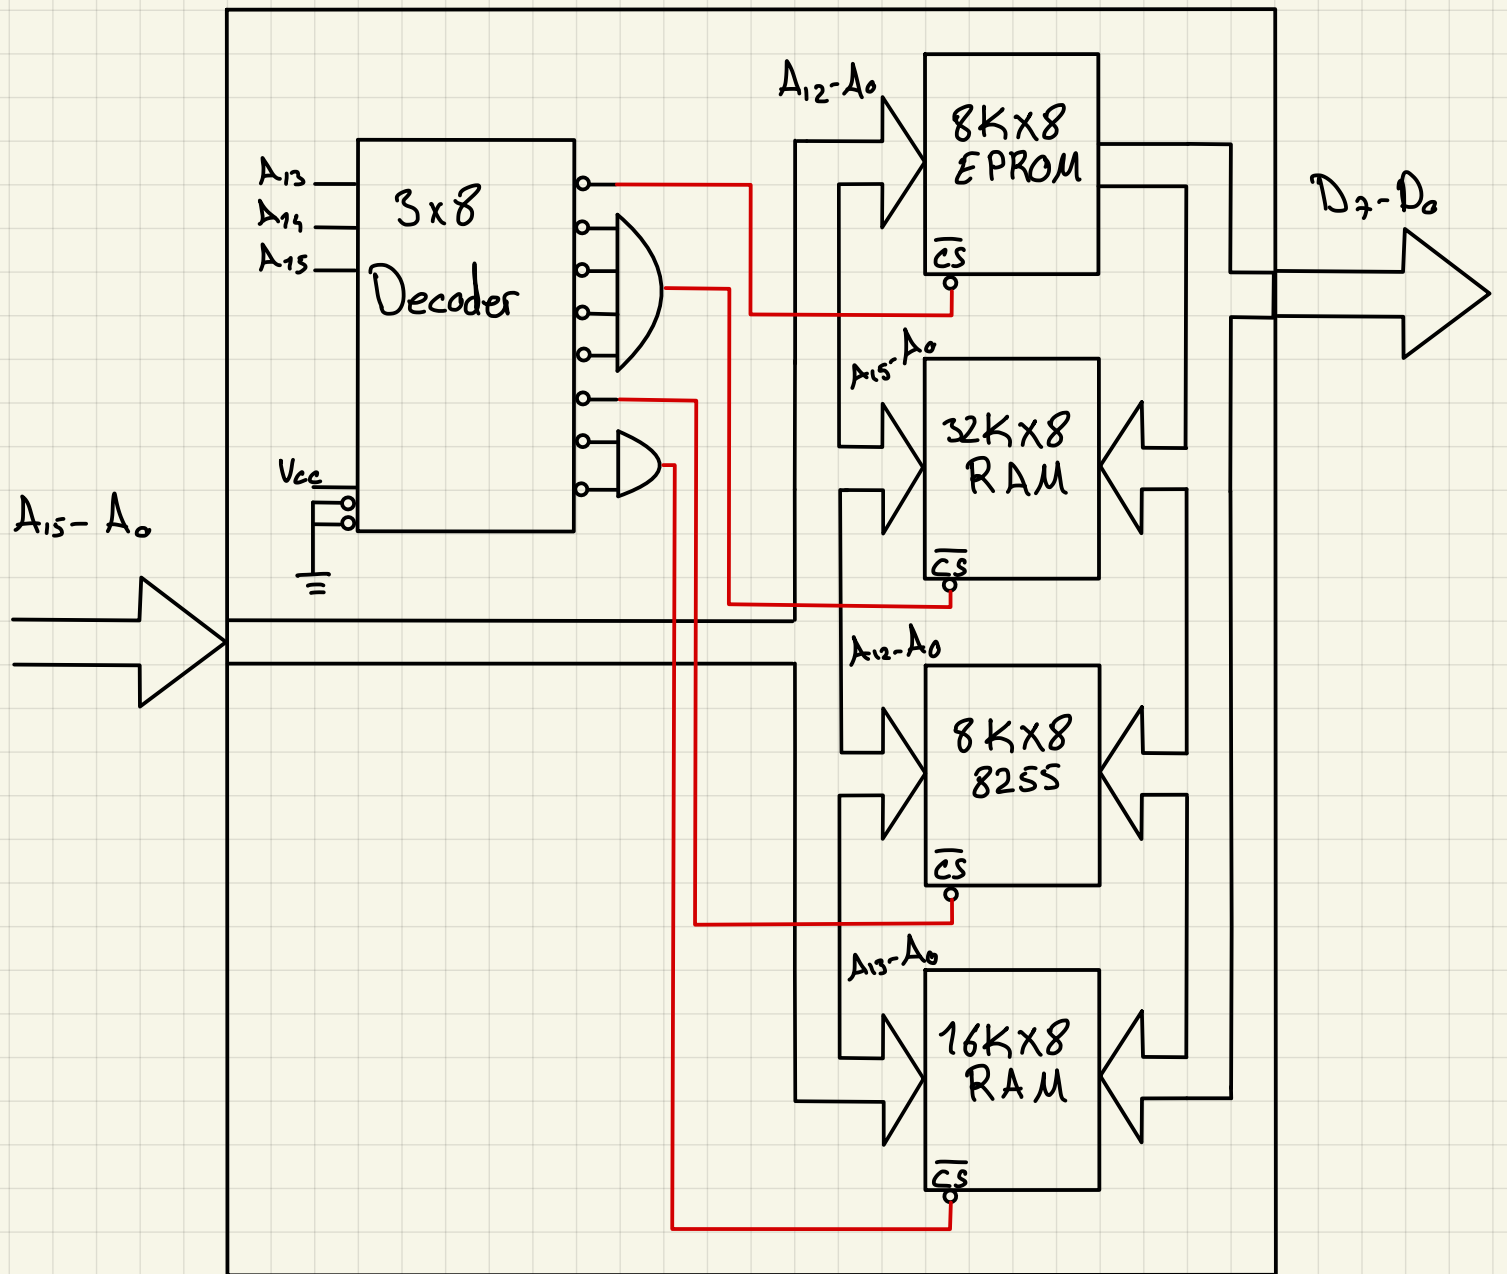 A12-A0
8Kx8
EPROM
CS
A13
A14
A15
3x8
Decoder
D7-D0
A15-A0
32Kx8
RAM
CS
Vcc
A15-A0
A12-A0
8Kx8
8255
CS
A13-A0
16Kx8
RAM
CS